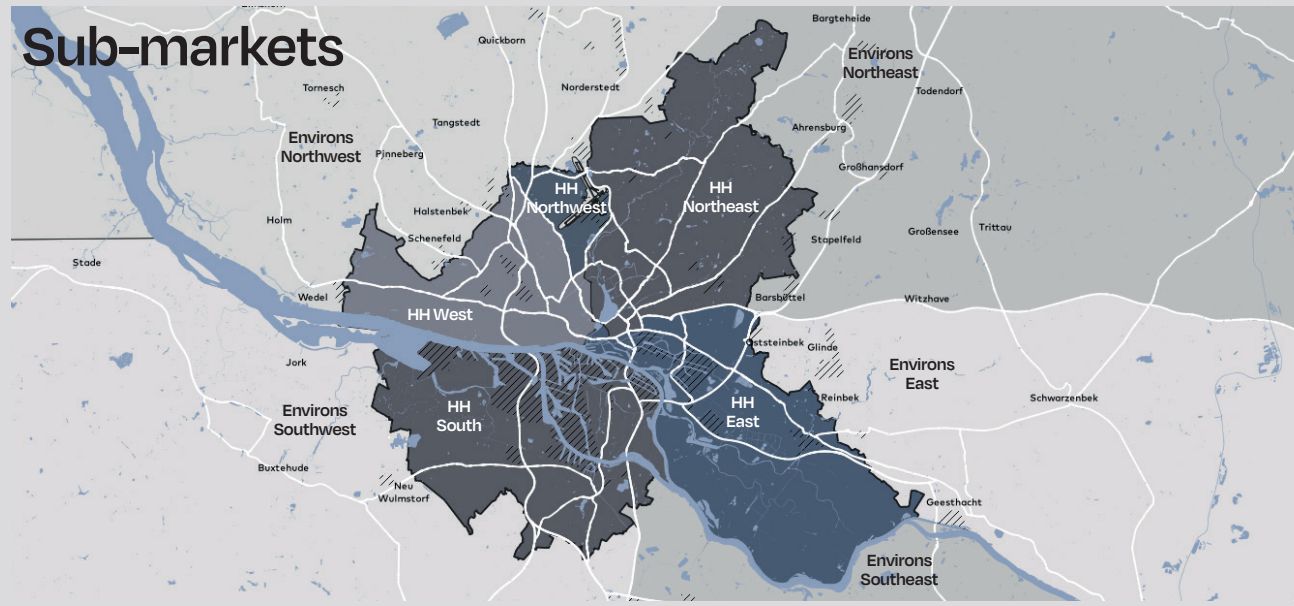 Sub-markets
Bargteheide
Quickborn
Environs
Northeast
Norderstedt
Tornesch
Todendorf
Tangstedt
Ahrensburg
Environs
Northwest
Pinneberg
Großhansdorf
HH
Northwest
HH
Northeast
Halstenbek
Holm
Schenefeld
Stapelfeld
Großensee
Trittau
Stade
Wedel
Barsbüttel
Witzhave
HH West
Oststeinbek
Glinde
Jork
Environs
East
Reinbek
Schwarzenbek
Environs
Southwest
HH
South
HH
East
Buxtehude
Neu
Wulmstorf
Geesthacht
Environs
Southeast